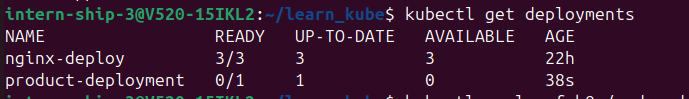 intern-ship-3@V520-15IKL2:~/learn_kube$ kubectl get deployments
NAME READY UP-TO-DATE AVAILABLE AGE
nginx-deploy 3/3 3 3 22h
product-deployment 0/1 1 0 38s